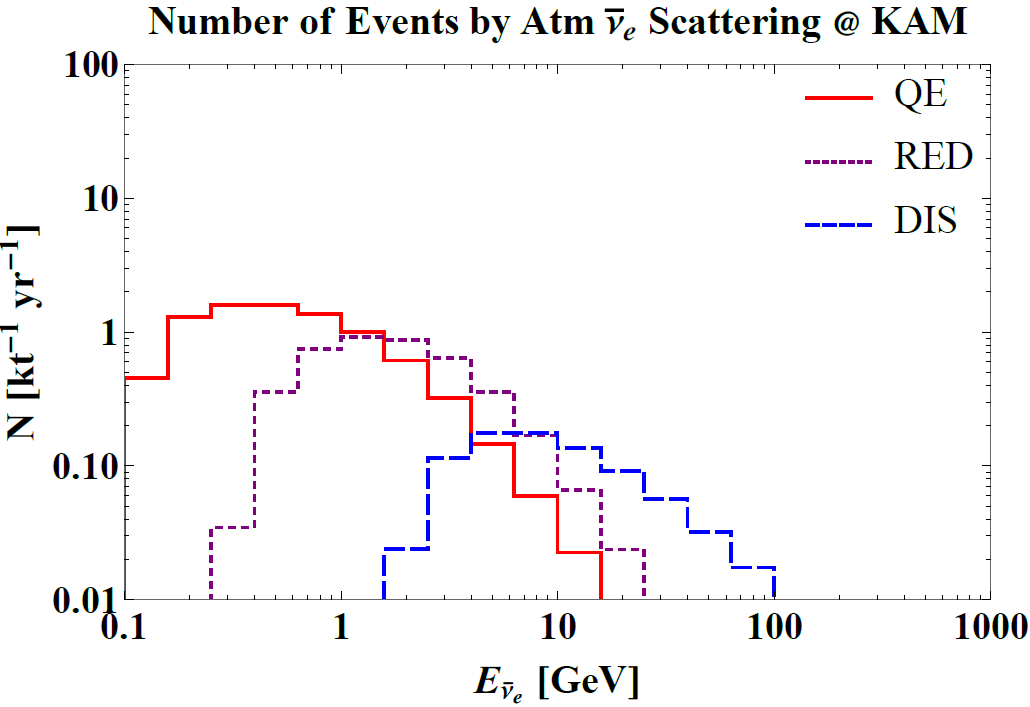 Number of Events by Atm ν̄ₑ Scattering @ KAM
QE
RED
DIS
N [kt⁻¹ yr⁻¹]
100
10
1
0.10
0.01
0.1 1 10 100 1000
E_ν̄ₑ [GeV]